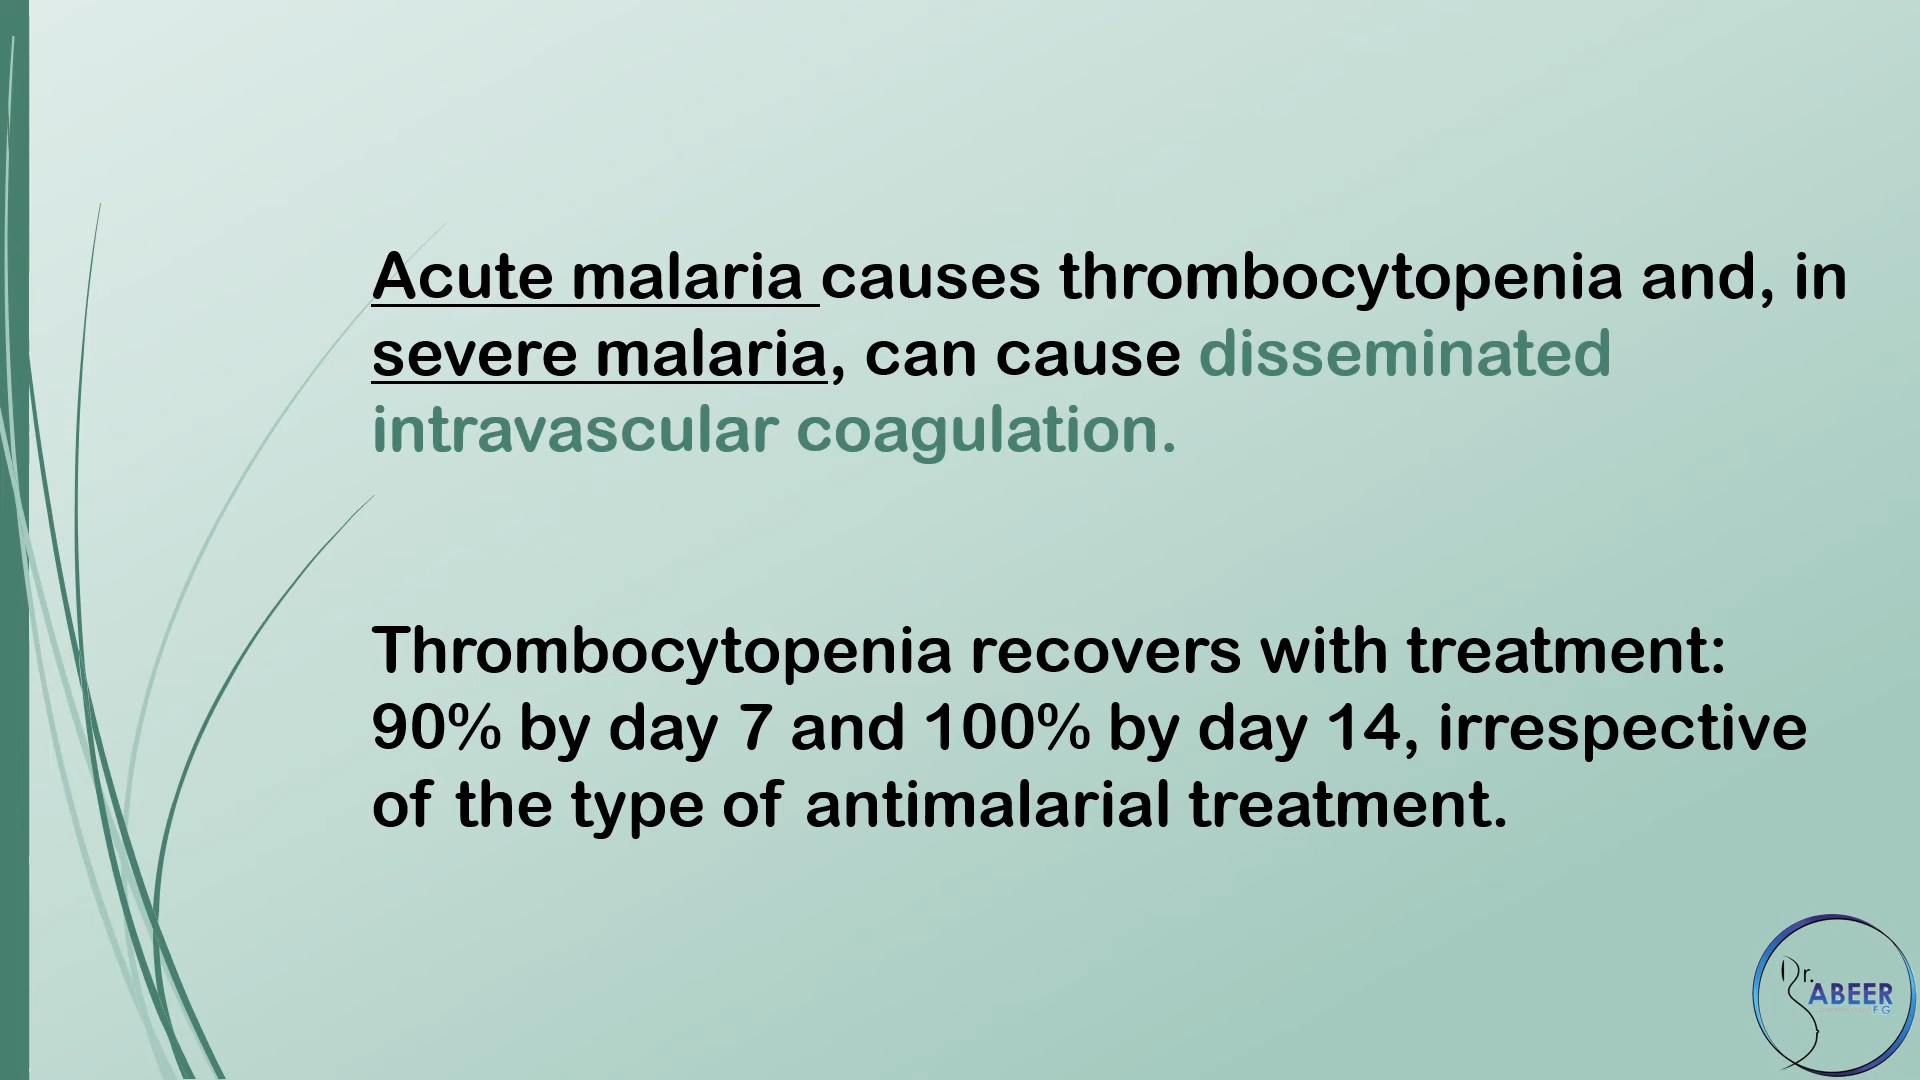 Acute malaria causes thrombocytopenia and, in
severe malaria, can cause disseminated
intravascular coagulation.
Thrombocytopenia recovers with treatment:
90% by day 7 and 100% by day 14, irrespective
of the type of antimalarial treatment.
Dr.
ABEER
F.G